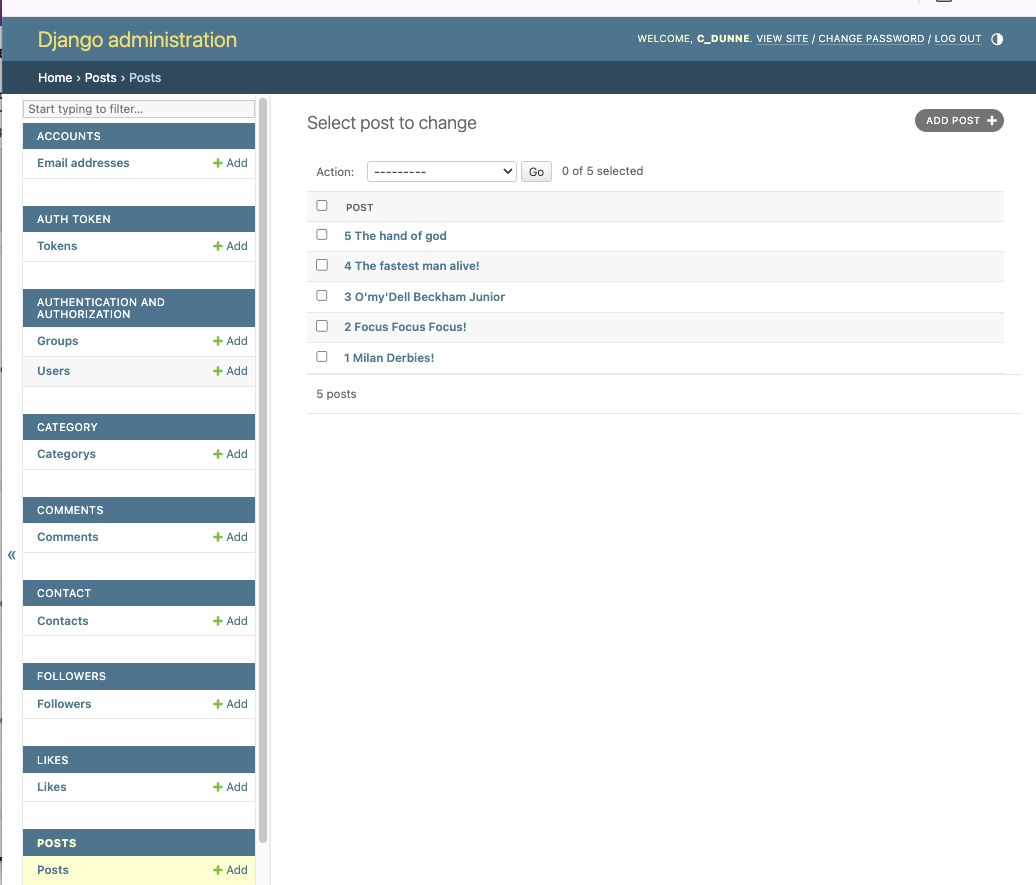 Django administration
WELCOME, C_DUNNE. VIEW SITE / CHANGE PASSWORD / LOG OUT
Home › Posts › Posts
Start typing to filter...
ACCOUNTS
Email addresses + Add
AUTH TOKEN
Tokens + Add
AUTHENTICATION AND
AUTHORIZATION
Groups + Add
Users + Add
CATEGORY
Categorys + Add
COMMENTS
Comments + Add
CONTACT
Contacts + Add
FOLLOWERS
Followers + Add
LIKES
Likes + Add
POSTS
Posts + Add
«
Select post to change
ADD POST +
Action: --------- Go 0 of 5 selected
POST
5 The hand of god
4 The fastest man alive!
3 O'my'Dell Beckham Junior
2 Focus Focus Focus!
1 Milan Derbies!
5 posts